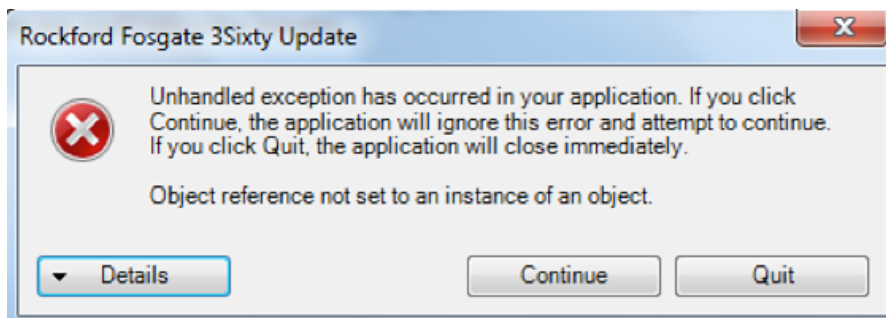 Rockford Fosgate 3Sixty Update
Unhandled exception has occurred in your application. If you click
Continue, the application will ignore this error and attempt to continue.
If you click Quit, the application will close immediately.
Object reference not set to an instance of an object.
Details
Continue
Quit